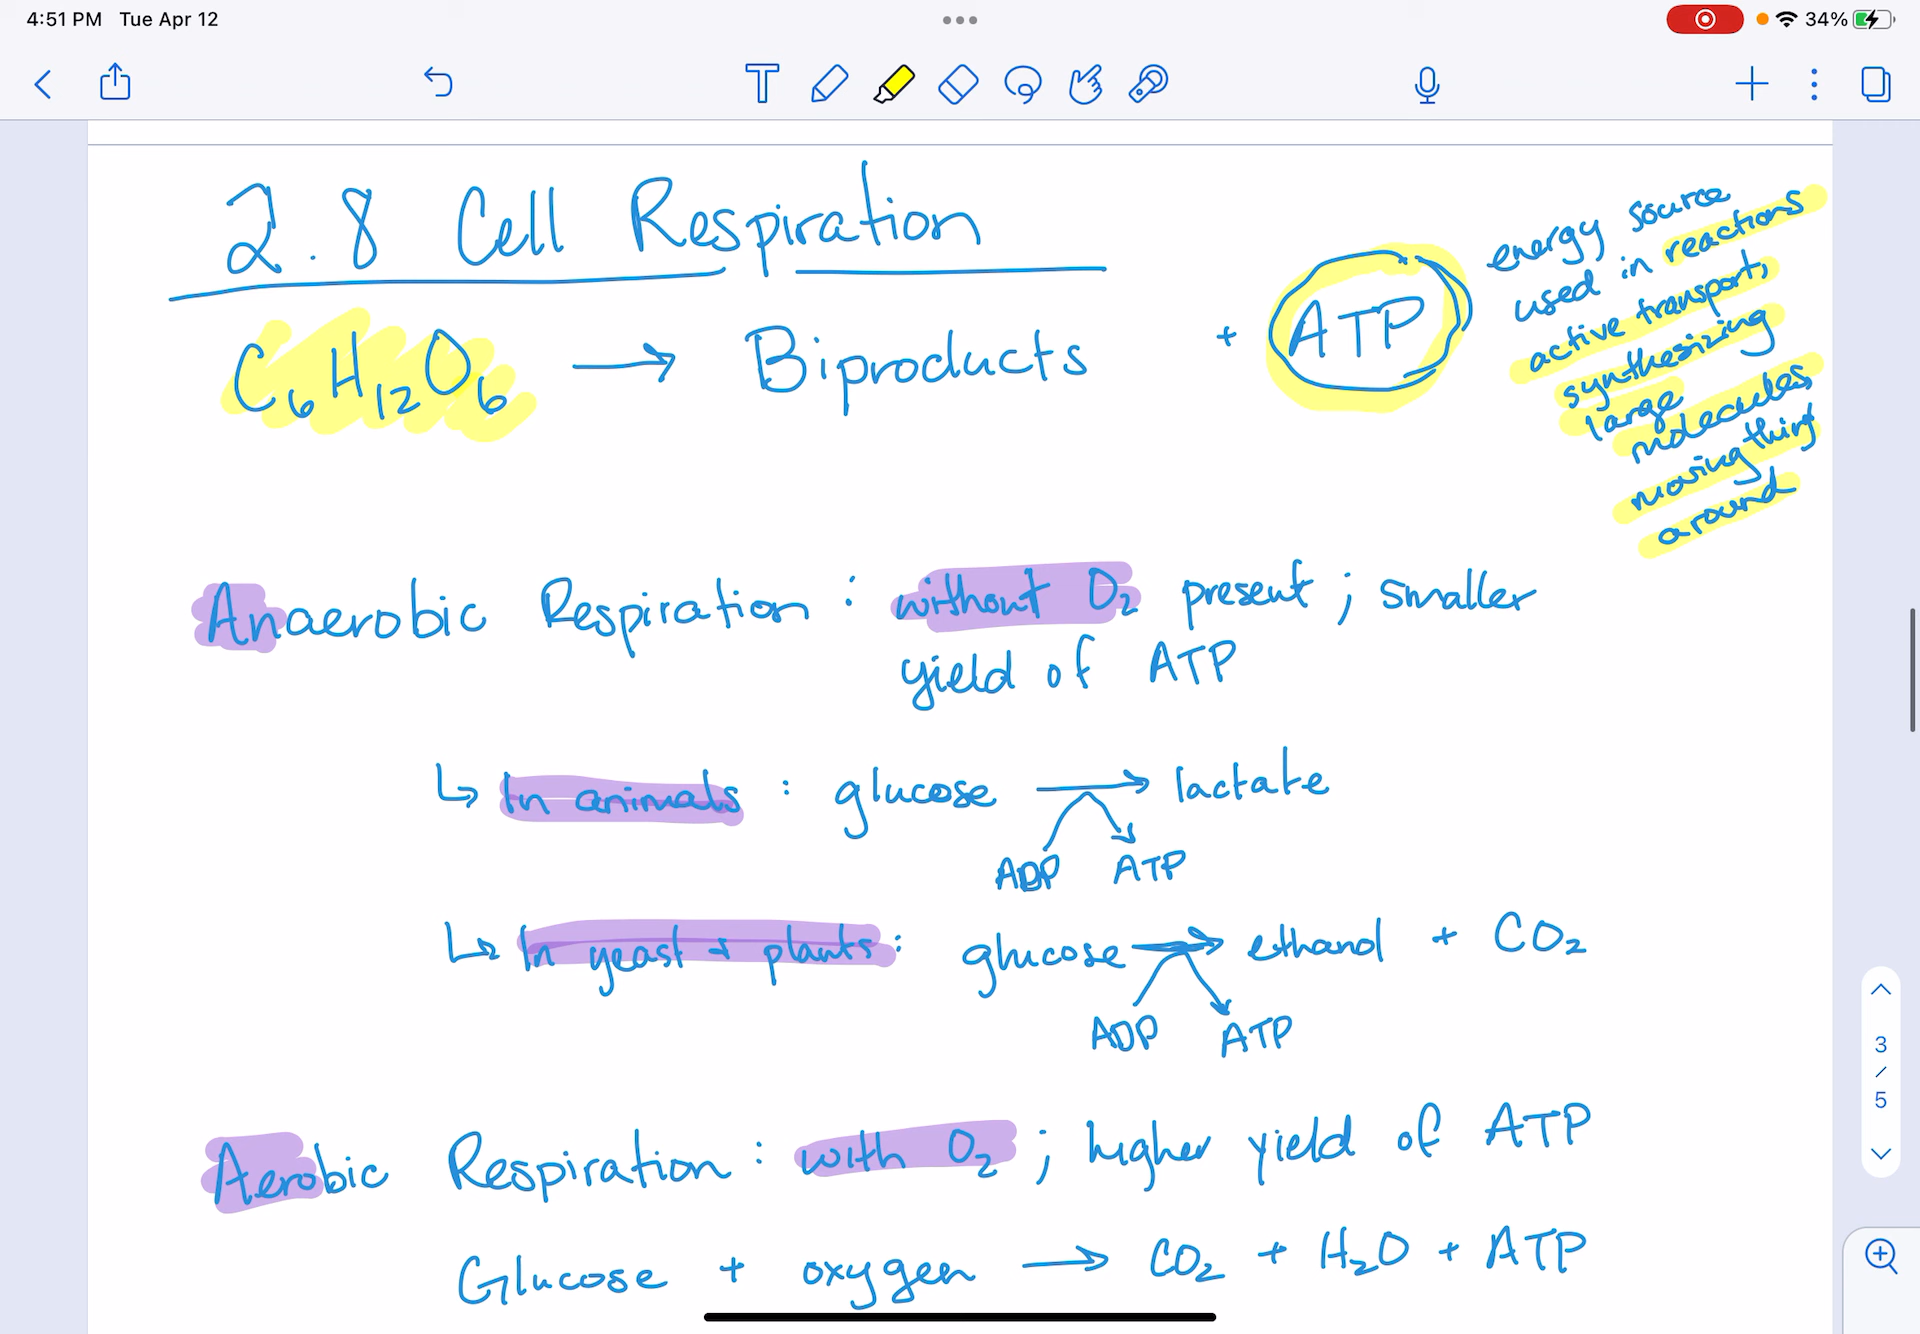 4:51 PM Tue Apr 12
34%
2.8 Cell Respiration
C6H12O6 → Biproducts + ATP
energy source
used in reactions
active transport,
synthesizing
large
molecules,
moving thing
around
Anaerobic Respiration : without O2 present ; smaller
yield of ATP
↳ In animals : glucose → lactate
ADP ATP
↳ In yeast + plants : glucose → ethanol + CO2
ADP ATP
Aerobic Respiration : with O2 ; higher yield of ATP
Glucose + oxygen → CO2 + H2O + ATP
3
/
5